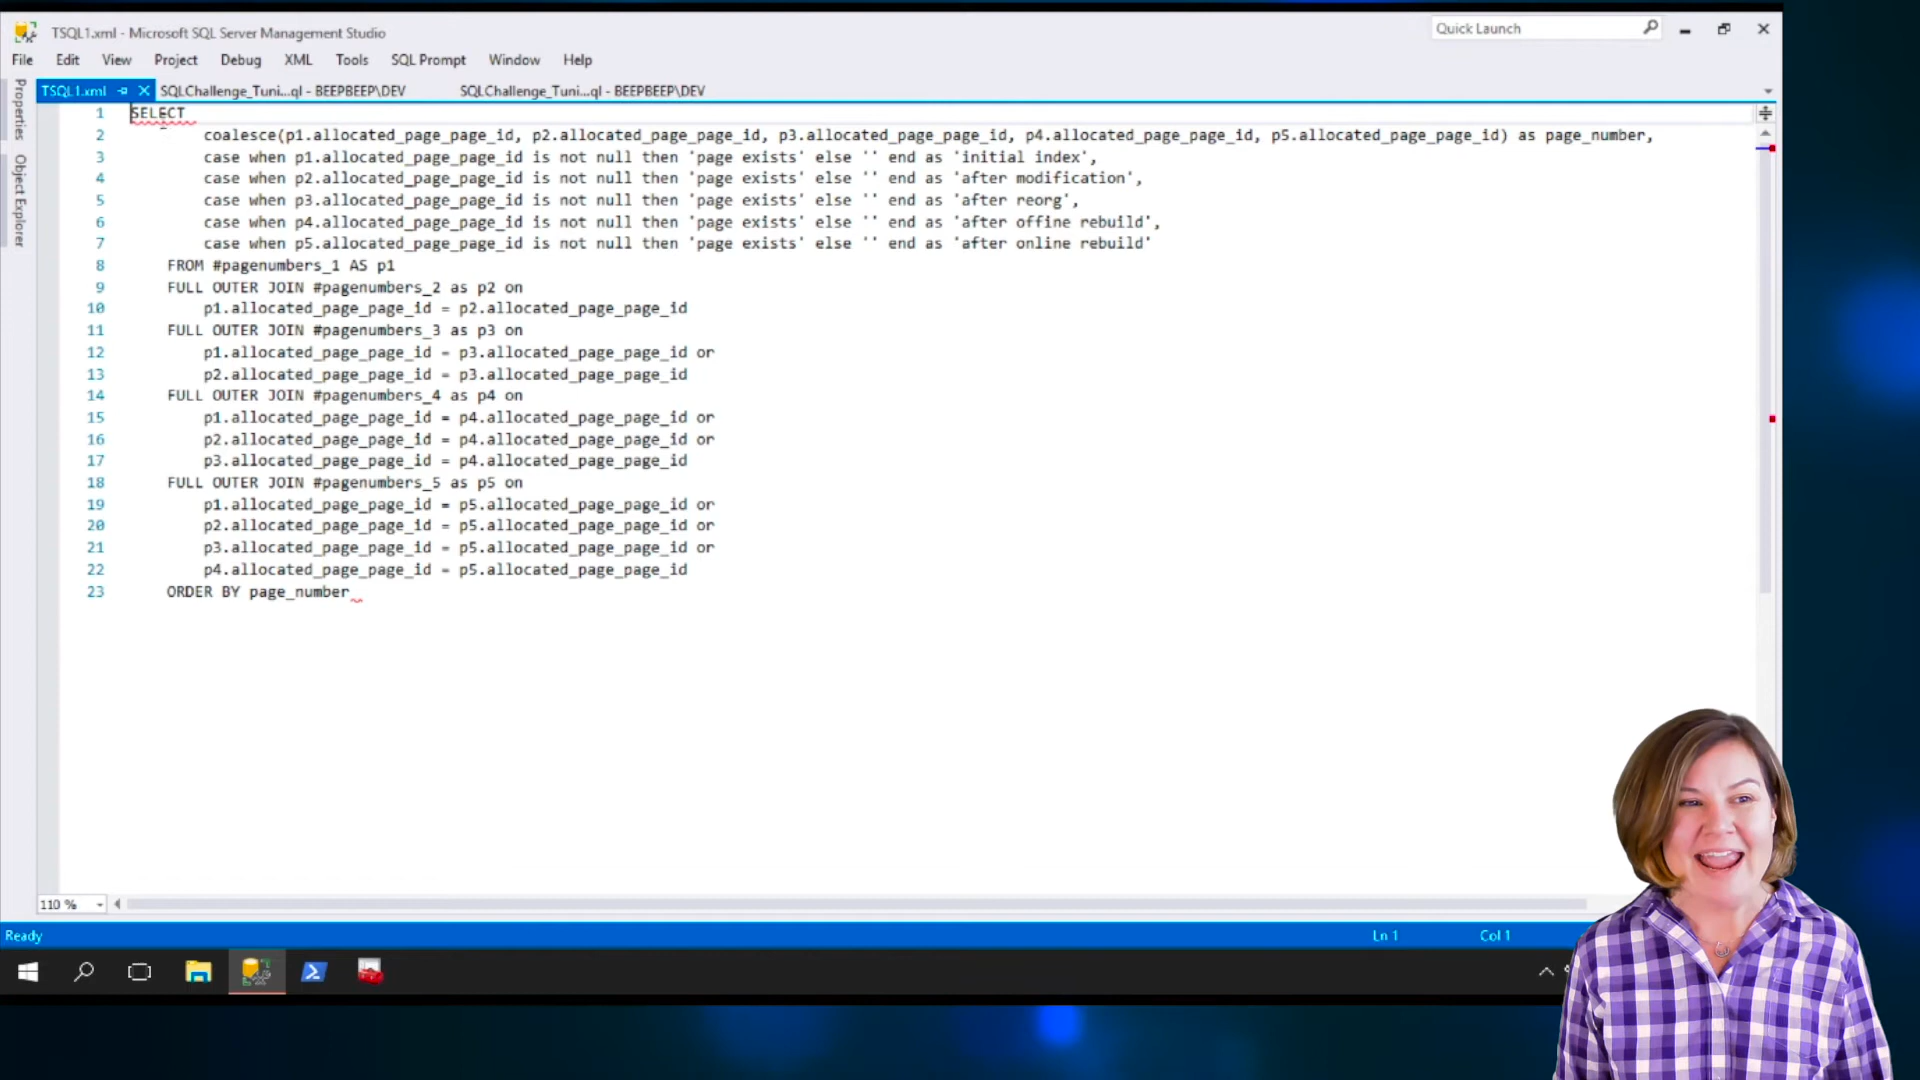 TSQL1.xml - Microsoft SQL Server Management Studio
Quick Launch
File Edit View Project Debug XML Tools SQL Prompt Window Help
TSQL1.xml SQLChallenge_Tuni...ql - BEEPBEEP\DEV SQLChallenge_Tuni...ql - BEEPBEEP\DEV
Properties
Object Explorer
1 SELECT
2 coalesce(p1.allocated_page_page_id, p2.allocated_page_page_id, p3.allocated_page_page_id, p4.allocated_page_page_id, p5.allocated_page_page_id) as page_number,
3 case when p1.allocated_page_page_id is not null then 'page exists' else '' end as 'initial index',
4 case when p2.allocated_page_page_id is not null then 'page exists' else '' end as 'after modification',
5 case when p3.allocated_page_page_id is not null then 'page exists' else '' end as 'after reorg',
6 case when p4.allocated_page_page_id is not null then 'page exists' else '' end as 'after offine rebuild',
7 case when p5.allocated_page_page_id is not null then 'page exists' else '' end as 'after online rebuild'
8 FROM #pagenumbers_1 AS p1
9 FULL OUTER JOIN #pagenumbers_2 as p2 on
10 p1.allocated_page_page_id = p2.allocated_page_page_id
11 FULL OUTER JOIN #pagenumbers_3 as p3 on
12 p1.allocated_page_page_id = p3.allocated_page_page_id or
13 p2.allocated_page_page_id = p3.allocated_page_page_id
14 FULL OUTER JOIN #pagenumbers_4 as p4 on
15 p1.allocated_page_page_id = p4.allocated_page_page_id or
16 p2.allocated_page_page_id = p4.allocated_page_page_id or
17 p3.allocated_page_page_id = p4.allocated_page_page_id
18 FULL OUTER JOIN #pagenumbers_5 as p5 on
19 p1.allocated_page_page_id = p5.allocated_page_page_id or
20 p2.allocated_page_page_id = p5.allocated_page_page_id or
21 p3.allocated_page_page_id = p5.allocated_page_page_id or
22 p4.allocated_page_page_id = p5.allocated_page_page_id
23 ORDER BY page_number
110 %
Ready Ln 1 Col 1